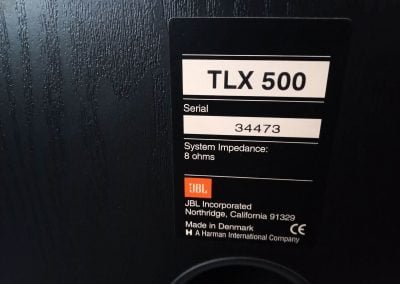 TLX 500
Serial
34473
System Impedance:
8 ohms
JBL
JBL Incorporated
Northridge, California 91329
Made in Denmark
CE
H A Harman International Company